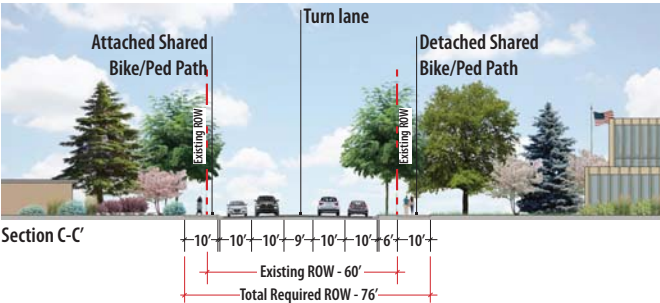 Turn lane
Attached Shared
Bike/Ped Path
Detached Shared
Bike/Ped Path
Existing ROW
Existing ROW
Section C-C’
10’ 10’ 10’ 9’ 10’ 10’ 6’ 10’
Existing ROW - 60’
Total Required ROW - 76’